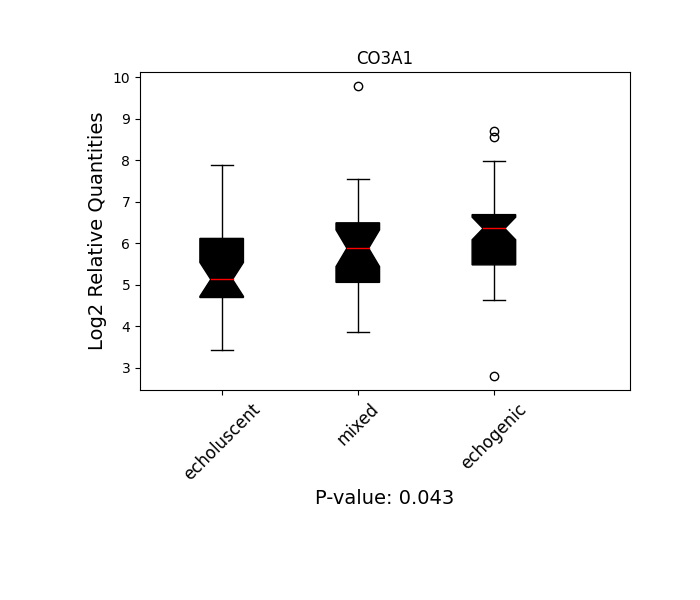 CO3A1
Log2 Relative Quantities
10
9
8
7
6
5
4
3
echoluscent
mixed
echogenic
P-value: 0.043